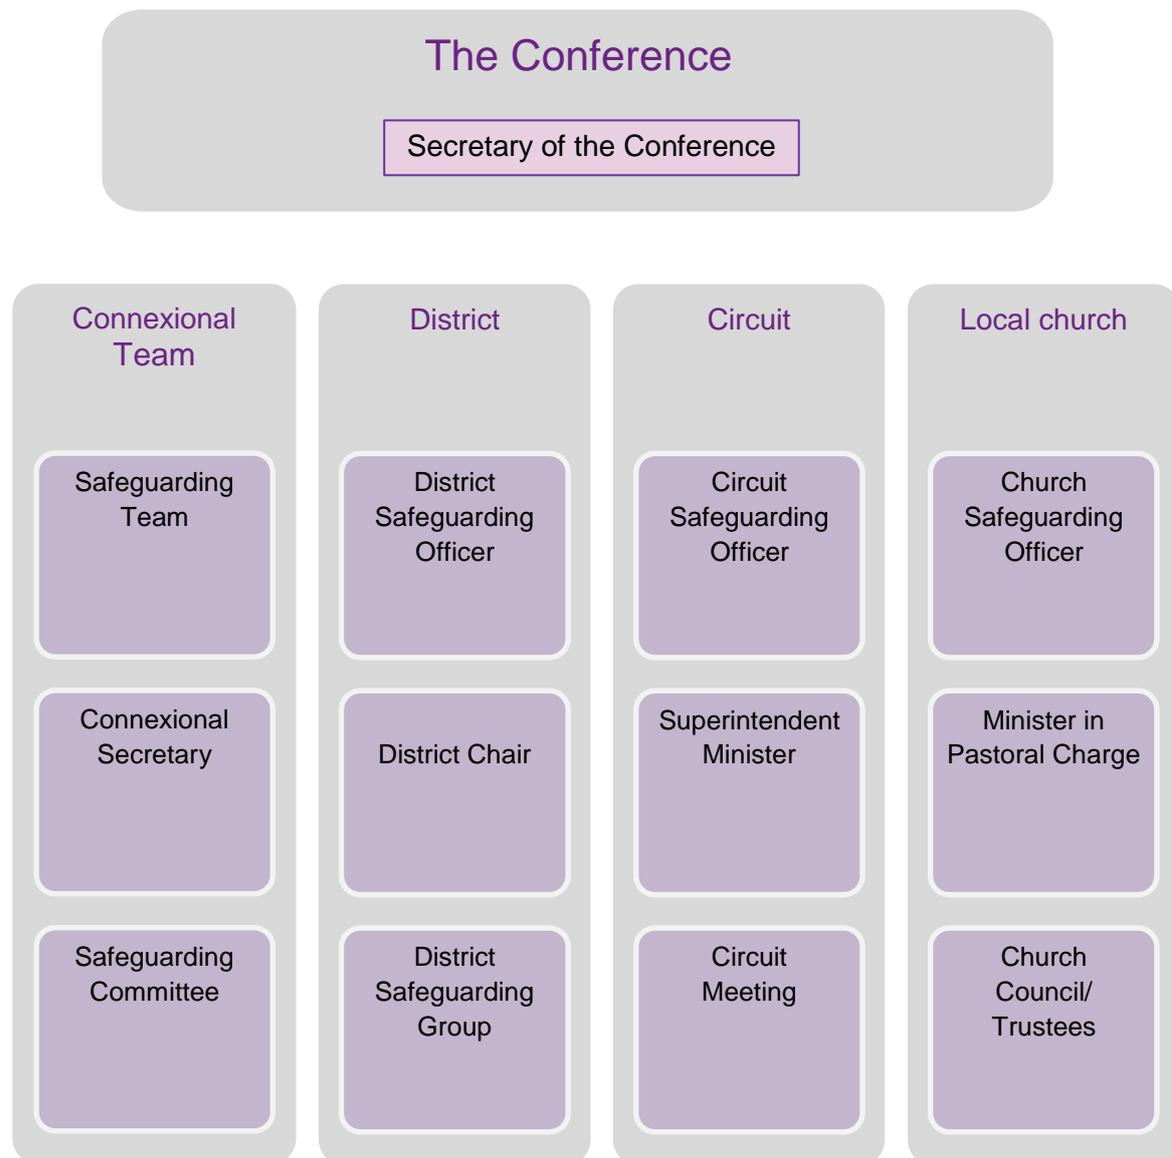 The Conference
Secretary of the Conference
Connexional
Team
Safeguarding
Team
Connexional
Secretary
Safeguarding
Committee
District
District
Safeguarding
Officer
District Chair
District
Safeguarding
Group
Circuit
Circuit
Safeguarding
Officer
Superintendent
Minister
Circuit
Meeting
Local church
Church
Safeguarding
Officer
Minister in
Pastoral Charge
Church
Council/
Trustees